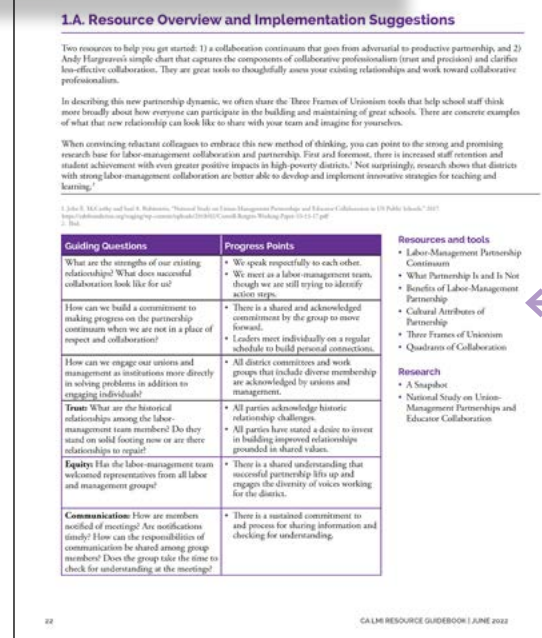 1.A. Resource Overview and Implementation Suggestions
Two resources to help you get started: 1) a collaboration continuum that goes from adversarial to productive partnership, and 2)
Andy Hargreaves's simple chart that captures the components of collaborative professionalism (trust and precision) and clarifies
less-effective collaboration. They are great tools to thoughtfully assess your existing relationships and work toward collaborative
professionalism.
In describing this new partnership dynamic, we often share the Three Frames of Unionism tools that help school staff think
more broadly about how everyone can participate in the building and maintaining of great schools. There are concrete examples
of what that new relationship can look like to share with your team and imagine for yourselves.
When convincing reluctant colleagues to embrace this new method of thinking, you can point to the strong and promising
research base for labor-management collaboration and partnership. First and foremost, there is increased staff retention and
student achievement with even greater positive impacts in high-poverty districts.¹ Not surprisingly, research shows that districts
with strong labor-management collaboration are better able to develop and implement innovative strategies for teaching and
learning.²
1. John E. McCarthy and Saul A. Rubinstein, "National Study on Union-Management Partnerships and Educator Collaboration in US Public Schools," 2017
2. Ibid.
Guiding Questions
Progress Points
What are the strengths of our existing
relationships? What does successful
collaboration look like for us?
• We speak respectfully to each other.
• We meet as a labor-management team,
though we are still trying to identify
action steps.
How can we build a commitment to
making progress on the partnership
continuum when we are not in a place of
respect and collaboration?
• There is a shared and acknowledged
commitment by the group to move
forward.
• Leaders meet individually on a regular
schedule to build personal connections.
How can we engage our unions and
management as institutions more directly
in solving problems in addition to
engaging individuals?
• All district committees and work
groups that include diverse membership
are acknowledged by unions and
management.
Trust: What are the historical
relationships among the labor-
management team members? Do they
stand on solid footing now or are there
relationships to repair?
• All parties acknowledge historic
relationship challenges.
• All parties have stated a desire to invest
in building improved relationships
grounded in shared values.
Equity: Has the labor-management team
welcomed representatives from all labor
and management groups?
• There is a shared understanding that
successful partnership lifts up and
engages the diversity of voices working
for the district.
Communication: How are members
notified of meetings? Are notifications
timely? How can the responsibilities of
communication be shared among group
members? Does the group take the time to
check for understanding at the meetings?
• There is a sustained commitment to
and process for sharing information and
checking for understanding.
Resources and tools
• Labor-Management Partnership
Continuum
• What Partnership Is and Is Not
• Benefits of Labor-Management
Partnership
• Cultural Attributes of
Partnership
• Three Frames of Unionism
• Quadrants of Collaboration
Research
• A Snapshot
• National Study on Union-
Management Partnerships and
Educator Collaboration
22
CA LMI RESOURCE GUIDEBOOK | JUNE 2022